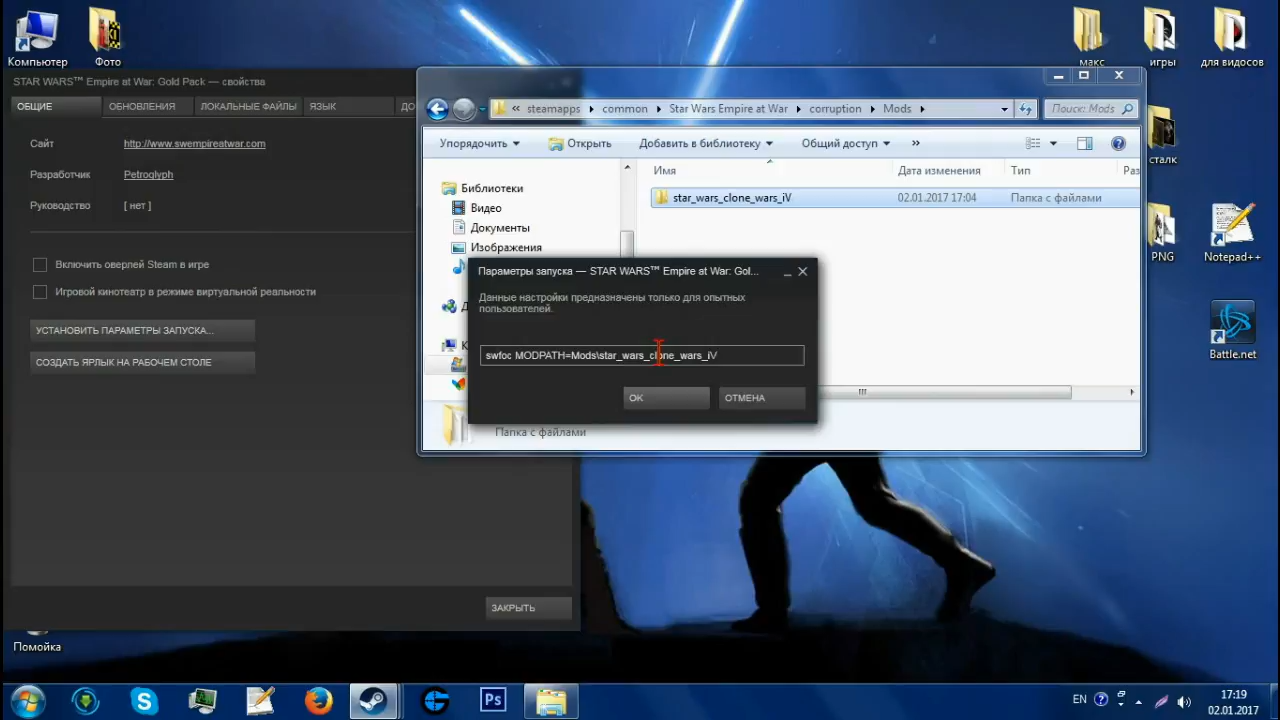 Компьютер
Фото
макс
игры
для видосов
STAR WARS™ Empire at War: Gold Pack — свойства
ОБЩИЕ
ОБНОВЛЕНИЯ
ЛОКАЛЬНЫЕ ФАЙЛЫ
ЯЗЫК
Сайт
http://www.swempireatwar.com
Разработчик
Petroglyph
Руководство
[ нет ]
Включить оверлей Steam в игре
Игровой кинотеатр в режиме виртуальной реальности
УСТАНОВИТЬ ПАРАМЕТРЫ ЗАПУСКА...
СОЗДАТЬ ЯРЛЫК НА РАБОЧЕМ СТОЛЕ
ЗАКРЫТЬ
« steamapps
common
Star Wars Empire at War
corruption
Mods
Поиск: Mods
Упорядочить
Открыть
Добавить в библиотеку
Общий доступ
»
Библиотеки
Видео
Документы
Изображения
Имя
Дата изменения
Тип
Раз
star_wars_clone_wars_iV
02.01.2017 17:04
Папка с файлами
Параметры запуска — STAR WARS™ Empire at War: Gol...
Данные настройки предназначены только для опытных
пользователей.
swfoc MODPATH=Mods\star_wars_clone_wars_iV
OK
ОТМЕНА
Папка с файлами
сталк
PNG
Notepad++
Battle.net
Помойка
Ps
EN
17:19
02.01.2017